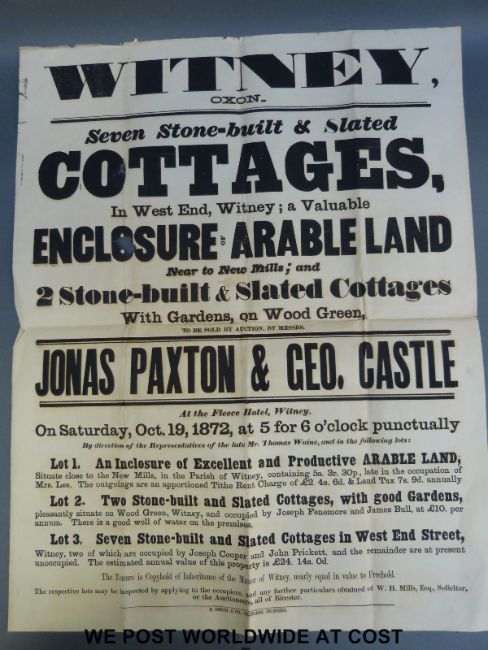 WITNEY,
OXON.
Seven Stone-built & Slated
COTTAGES,
In West End, Witney; a Valuable
ENCLOSURE OF ARABLE LAND
Near to New Mills; and
2 Stone-built & Slated Cottages
With Gardens, on Wood Green,
TO BE SOLD BY AUCTION, BY MESSRS.
JONAS PAXTON & GEO. CASTLE
At the Fleece Hotel, Witney.
On Saturday, Oct. 19, 1872, at 5 for 6 o'clock punctually
By direction of the Representatives of the late Mr. Thomas Waine, and in the following lots:
Lot 1. An Inclosure of Excellent and Productive ARABLE LAND,
Situate close to the New Mills, in the Parish of Witney, containing 5a. 3r. 30p., late in the occupation of
Mrs. Lee. The outgoings are an apportioned Tithe Rent Charge of £2. 4s. 6d. & Land Tax 7s. 9d. annually
Lot 2. Two Stone-built and Slated Cottages, with good Gardens,
pleasantly situate on Wood Green, Witney, and occupied by Joseph Fenemore and James Bull, at £10. per
annum. There is a good well of water on the premises.
Lot 3. Seven Stone-built and Slated Cottages in West End Street,
Witney, two of which are occupied by Joseph Cooper and John Prickett, and the remainder are at present
unoccupied. The estimated annual value of this property is £24. 14s. 0d.
The Tenure is Copyhold of Inheritance of the Manor of Witney, nearly equal in value to Freehold.
The respective lots may be inspected by applying to the occupiers, and any further particulars obtained of W. H. Mills, Esq., Solicitor,
or the Auctioneers, all of Bicester.
WE POST WORLDWIDE AT COST